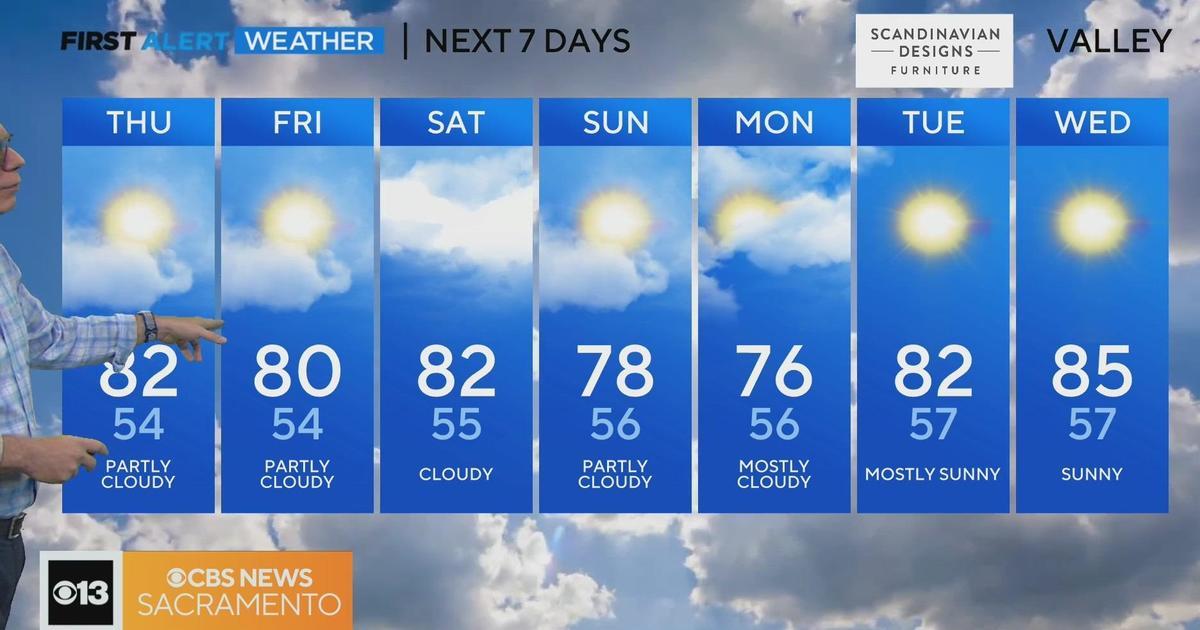 FIRST ALERT WEATHER | NEXT 7 DAYS
SCANDINAVIAN
DESIGNS
FURNITURE
VALLEY
THU
82
54
PARTLY
CLOUDY
FRI
80
54
PARTLY
CLOUDY
SAT
82
55
CLOUDY
SUN
78
56
PARTLY
CLOUDY
MON
76
56
MOSTLY
CLOUDY
TUE
82
57
MOSTLY SUNNY
WED
85
57
SUNNY
13
CBS NEWS
SACRAMENTO